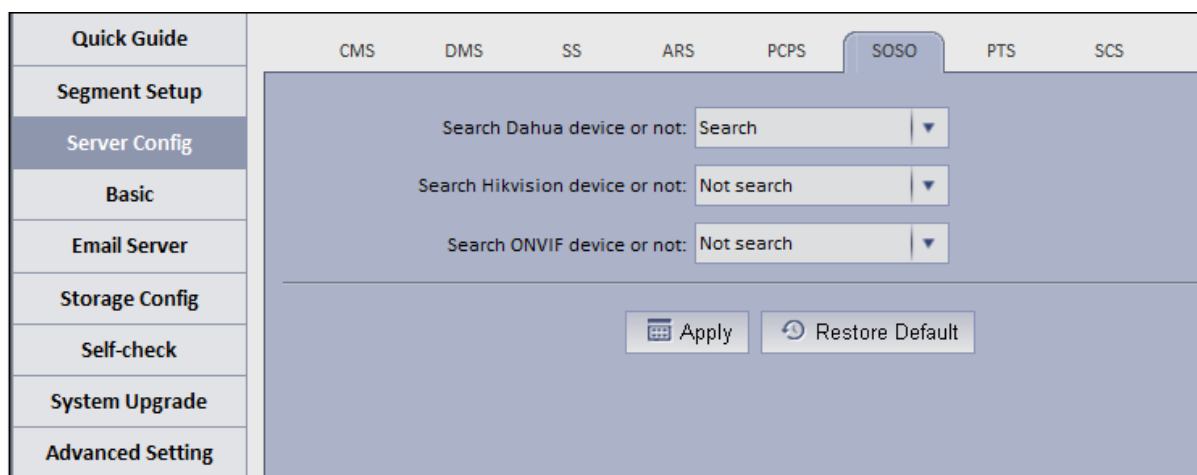 Quick Guide
Segment Setup
Server Config
Basic
Email Server
Storage Config
Self-check
System Upgrade
Advanced Setting
CMS DMS SS ARS PCPS SOSO PTS SCS
Search Dahua device or not: Search
Search Hikvision device or not: Not search
Search ONVIF device or not: Not search
Apply Restore Default